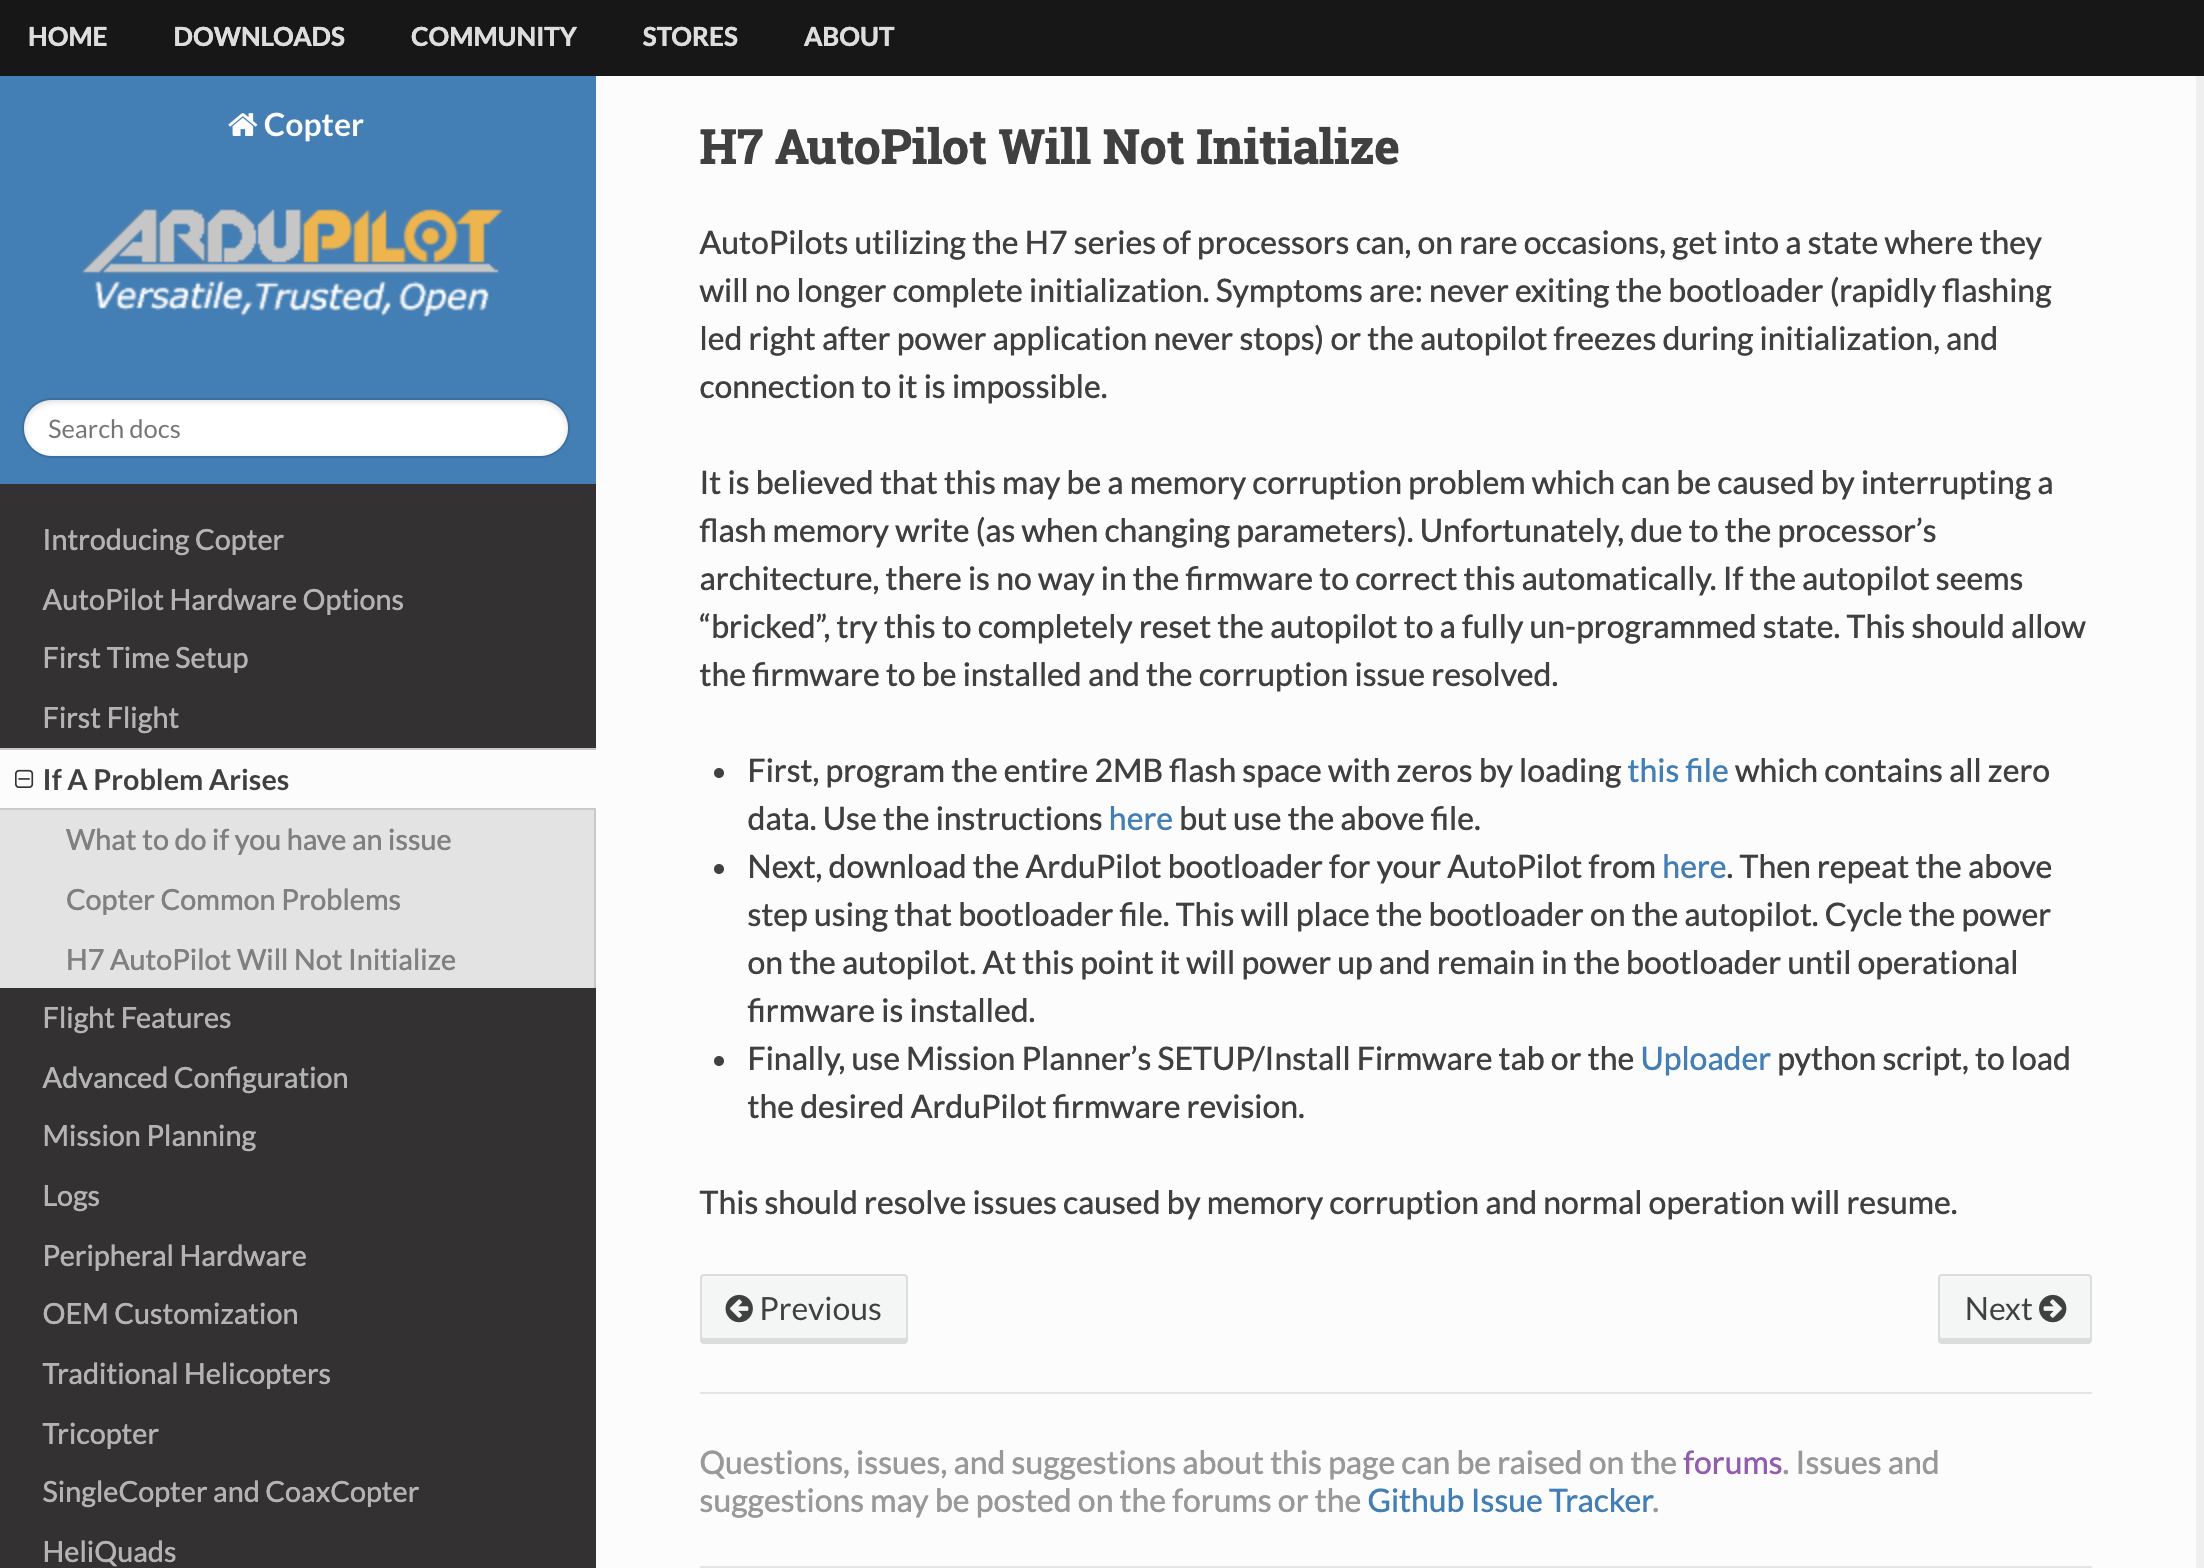 HOME DOWNLOADS COMMUNITY STORES ABOUT
Copter
ARDUPILOT
Versatile, Trusted, Open
Search docs
Introducing Copter
AutoPilot Hardware Options
First Time Setup
First Flight
If A Problem Arises
What to do if you have an issue
Copter Common Problems
H7 AutoPilot Will Not Initialize
Flight Features
Advanced Configuration
Mission Planning
Logs
Peripheral Hardware
OEM Customization
Traditional Helicopters
Tricopter
SingleCopter and CoaxCopter
HeliQuads
H7 AutoPilot Will Not Initialize
AutoPilots utilizing the H7 series of processors can, on rare occasions, get into a state where they
will no longer complete initialization. Symptoms are: never exiting the bootloader (rapidly flashing
led right after power application never stops) or the autopilot freezes during initialization, and
connection to it is impossible.
It is believed that this may be a memory corruption problem which can be caused by interrupting a
flash memory write (as when changing parameters). Unfortunately, due to the processor’s
architecture, there is no way in the firmware to correct this automatically. If the autopilot seems
“bricked”, try this to completely reset the autopilot to a fully un-programmed state. This should allow
the firmware to be installed and the corruption issue resolved.
• First, program the entire 2MB flash space with zeros by loading this file which contains all zero
data. Use the instructions here but use the above file.
• Next, download the ArduPilot bootloader for your AutoPilot from here. Then repeat the above
step using that bootloader file. This will place the bootloader on the autopilot. Cycle the power
on the autopilot. At this point it will power up and remain in the bootloader until operational
firmware is installed.
• Finally, use Mission Planner’s SETUP/Install Firmware tab or the Uploader python script, to load
the desired ArduPilot firmware revision.
This should resolve issues caused by memory corruption and normal operation will resume.
Previous Next
Questions, issues, and suggestions about this page can be raised on the forums. Issues and
suggestions may be posted on the forums or the Github Issue Tracker.